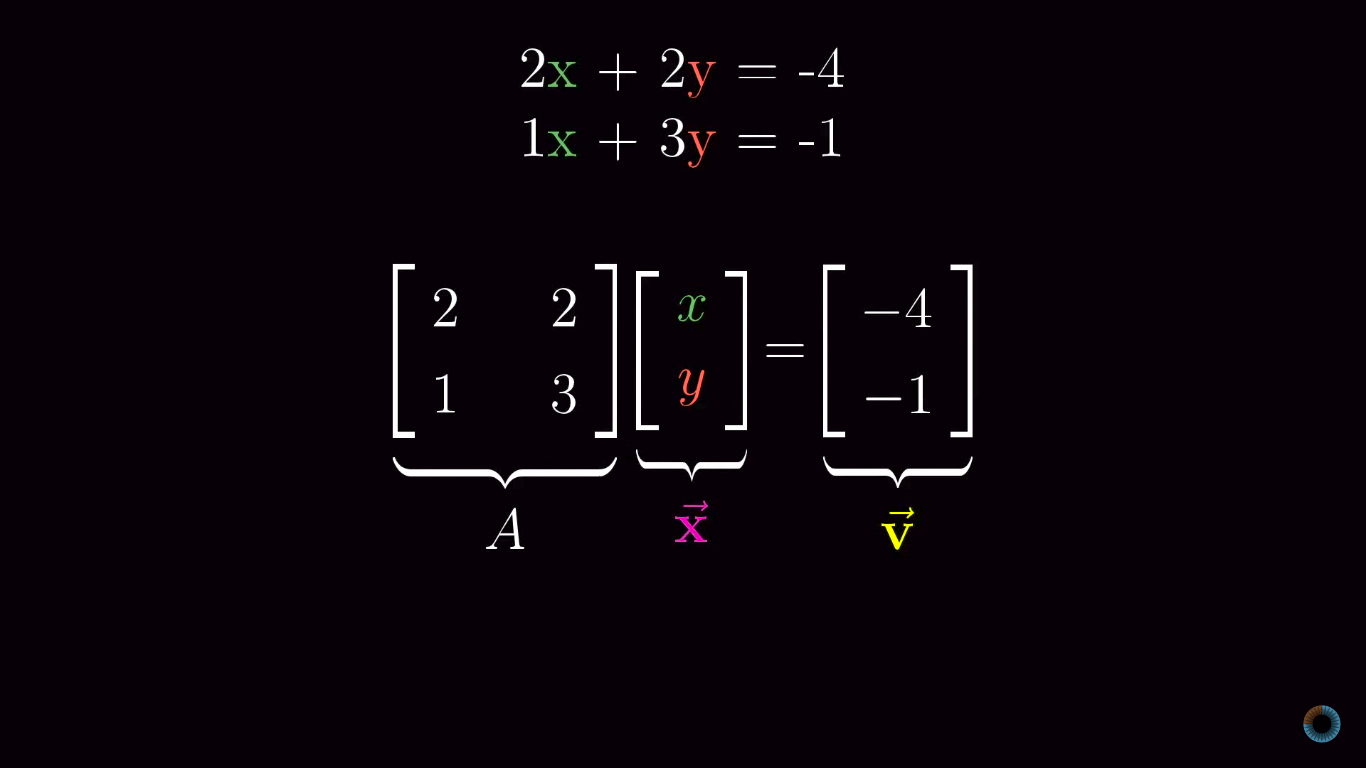 2x + 2y = -4
1x + 3y = -1
[2 2] [x] = [−4]
[1 3] [y] [−1]
A x⃗ v⃗